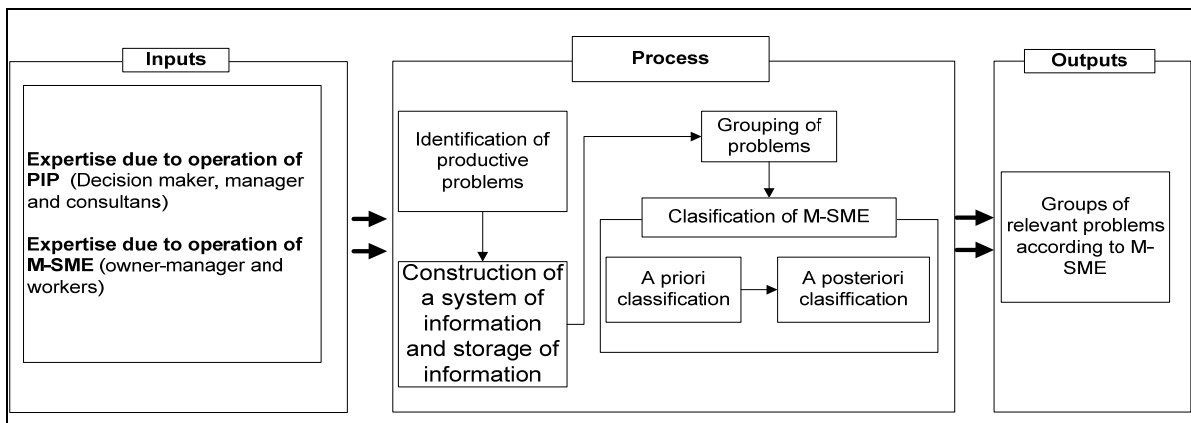 Inputs
Expertise due to operation of
PIP (Decision maker, manager
and consultans)
Expertise due to operation of
M-SME (owner-manager and
workers)
Process
Identification of
productive
problems
Construction of
a system of
information
and storage of
information
Grouping of
problems
Clasification of M-SME
A priori
classification
A posteriori
clasiffication
Outputs
Groups of
relevant problems
according to M-
SME